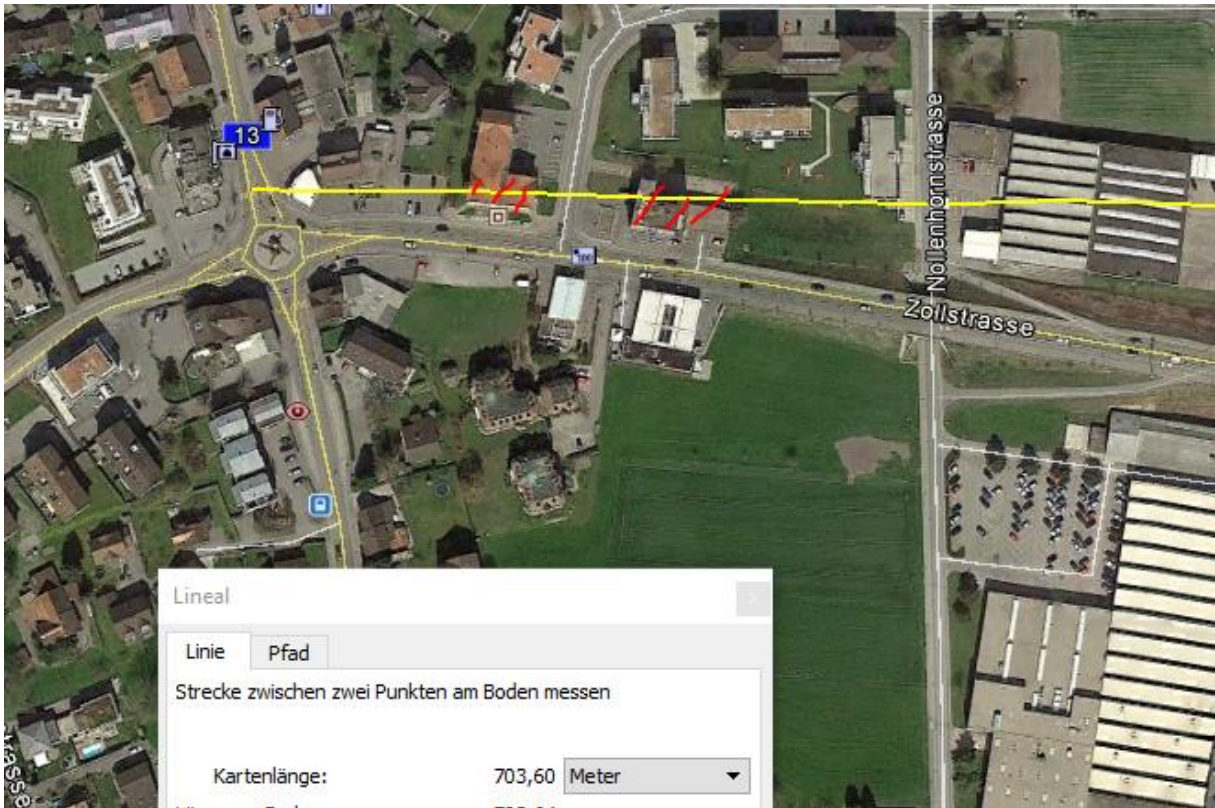 13
Nollenhornstrasse
Zollstrasse
Lineal
Linie Pfad
Strecke zwischen zwei Punkten am Boden messen
Kartenlänge: 703,60 Meter